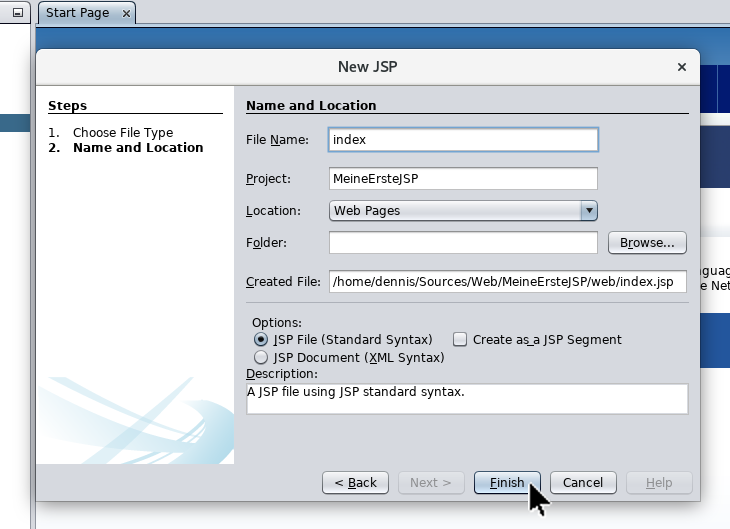 Start Page
New JSP
Steps
1. Choose File Type
2. Name and Location
Name and Location
File Name: index
Project: MeineErsteJSP
Location: Web Pages
Folder: Browse...
Created File: /home/dennis/Sources/Web/MeineErsteJSP/web/index.jsp
Options:
JSP File (Standard Syntax) Create as a JSP Segment
JSP Document (XML Syntax)
Description:
A JSP file using JSP standard syntax.
< Back Next > Finish Cancel Help